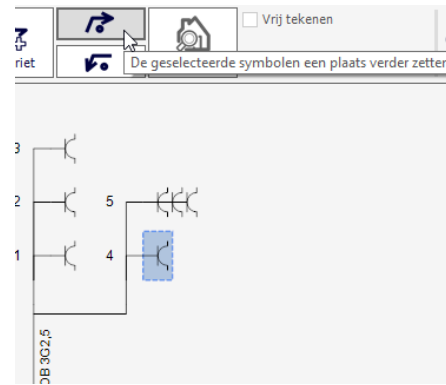 Vrij tekenen
riet
De geselecteerde symbolen een plaats verder zetten
3
2
5
1
4
OB 3G2,5